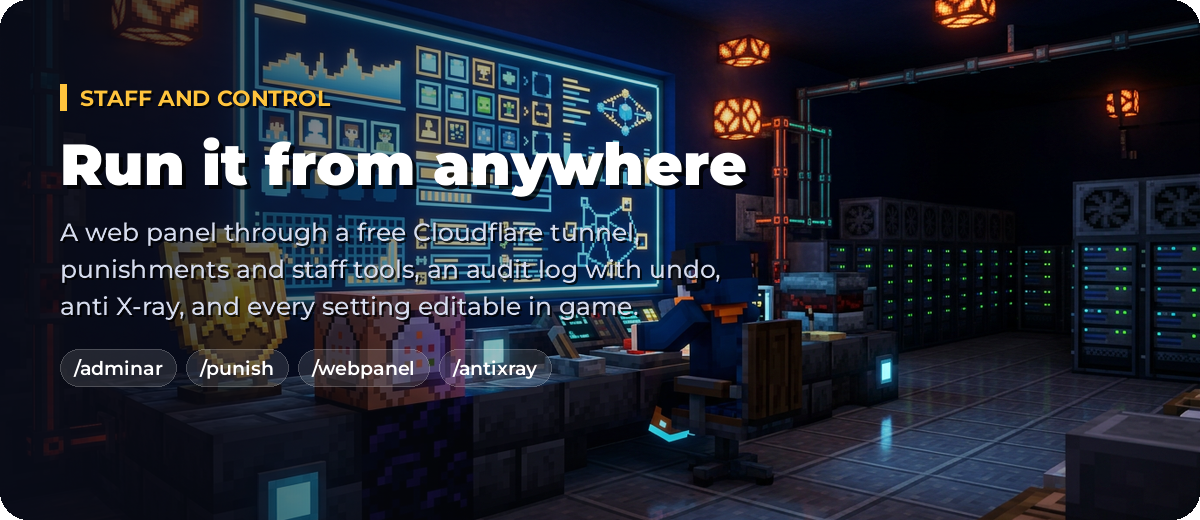 STAFF AND CONTROL
Run it from anywhere
A web panel through a free Cloudflare tunnel,
punishments and staff tools, an audit log with undo,
anti X-ray, and every setting editable in game.
/adminar /punish /webpanel /antixray